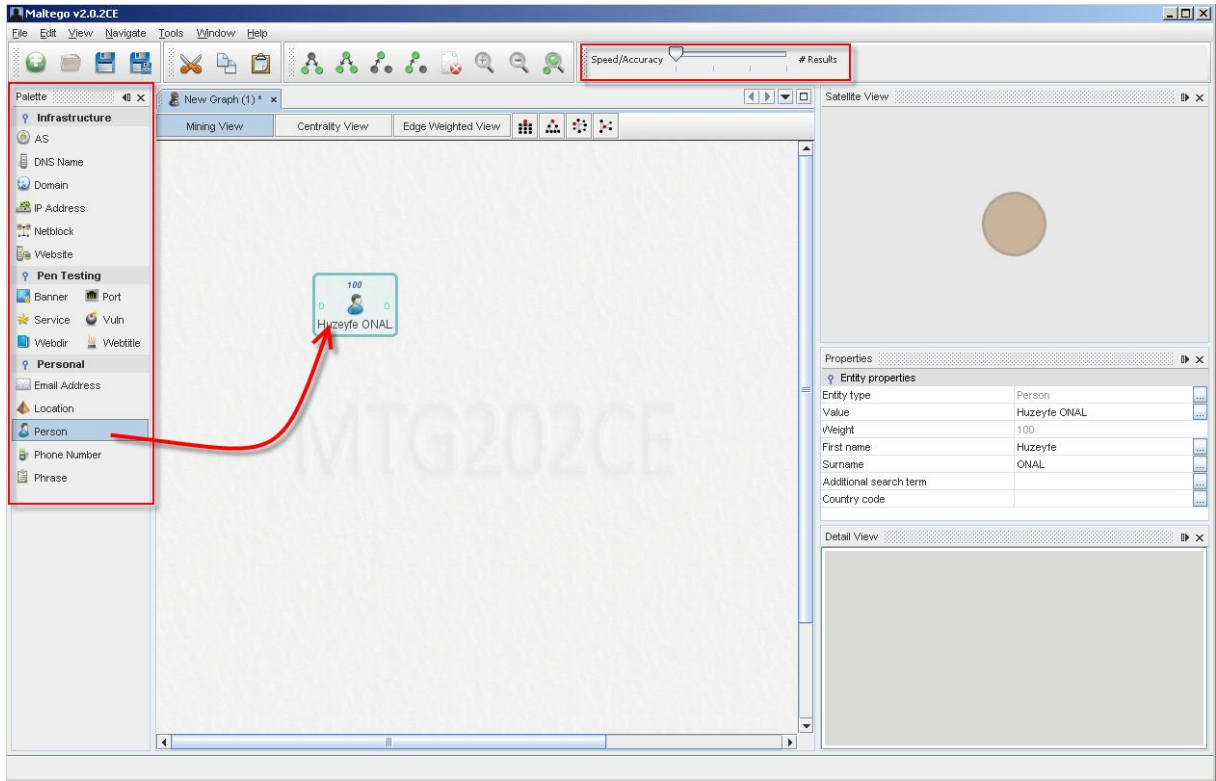 Maltego v2.0.2CE
File Edit View Navigate Tools Window Help
Speed/Accuracy # Results
Palette
New Graph (1) *
Satellite View
Infrastructure
Mining View Centrality View Edge Weighted View
AS
DNS Name
Domain
IP Address
Netblock
Website
Pen Testing
Banner Port
Service Vuln
Webdir Webtitle
Personal
Email Address
Location
Person
Phone Number
Phrase
100
0 0
Huzeyfe ONAL
MTG202CE
Properties
Entity properties
Entity type Person
Value Huzeyfe ONAL
Weight 100
First name Huzeyfe
Surname ONAL
Additional search term
Country code
Detail View